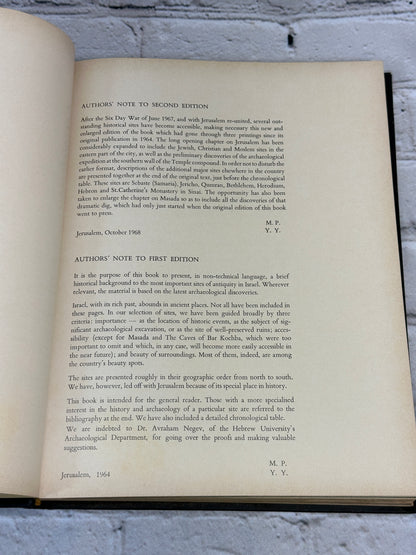 AUTHORS' NOTE TO SECOND EDITION
After the Six Day War of June 1967, and with Jerusalem re-united, several out-
standing historical sites have become accessible, making necessary this new and
enlarged edition of the book which had gone through three printings since its
original publication in 1964. The long opening chapter on Jerusalem has been
considerably expanded to include the Jewish, Christian and Moslem sites in the
eastern part of the city, as well as the preliminary discoveries of the archaeological
expedition at the southern wall of the Temple compound. In order not to disturb the
earlier format, descriptions of the additional major sites elsewhere in the country
are presented together at the end of the original text, just before the chronological
table. These sites are Sebaste (Samaria), Jericho, Qumran, Bethlehem, Herodium,
Hebron and St.Catherine's Monastery in Sinai. The opportunity has also been
taken to enlarge the chapter on Masada so as to include all the discoveries of that
dramatic dig, which had only just started when the original edition of this book
went to press.
M. P.
Y. Y.
Jerusalem, October 1968
AUTHORS' NOTE TO FIRST EDITION
It is the purpose of this book to present, in non-technical language, a brief
historical background to the most important sites of antiquity in Israel. Wherever
relevant, the material is based on the latest archaeological discoveries.
Israel, with its rich past, abounds in ancient places. Not all have been included in
these pages. In our selection of sites, we have been guided broadly by three
criteria: importance — as the location of historic events, as the subject of sig-
nificant archaeological excavation, or as the site of well-preserved ruins; acces-
sibility (except for Masada and The Caves of Bar Kochba, which were too
important to omit and which, in any case, will become more easily accessible in
the near future); and beauty of surroundings. Most of them, indeed, are among
the country's beauty spots.
The sites are presented roughly in their geographic order from north to south.
We have, however, led off with Jerusalem because of its special place in history.
This book is intended for the general reader. Those with a more specialised
interest in the history and archaeology of a particular site are referred to the
bibliography at the end. We have also included a detailed chronological table.
We are indebted to Dr. Avraham Negev, of the Hebrew University's
Archaeological Department, for going over the proofs and making valuable
suggestions.
M. P.
Y. Y.
Jerusalem, 1964